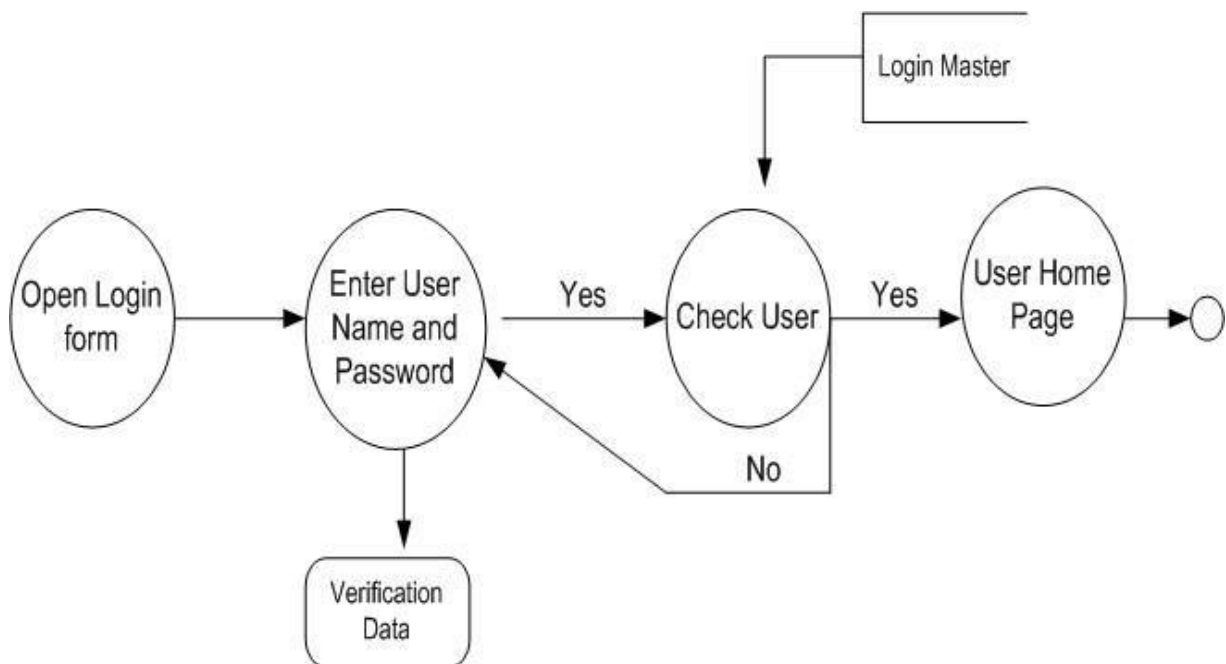 Login Master
Open Login
form
Enter User
Name and
Password
Yes
Check User
Yes
User Home
Page
No
Verification
Data